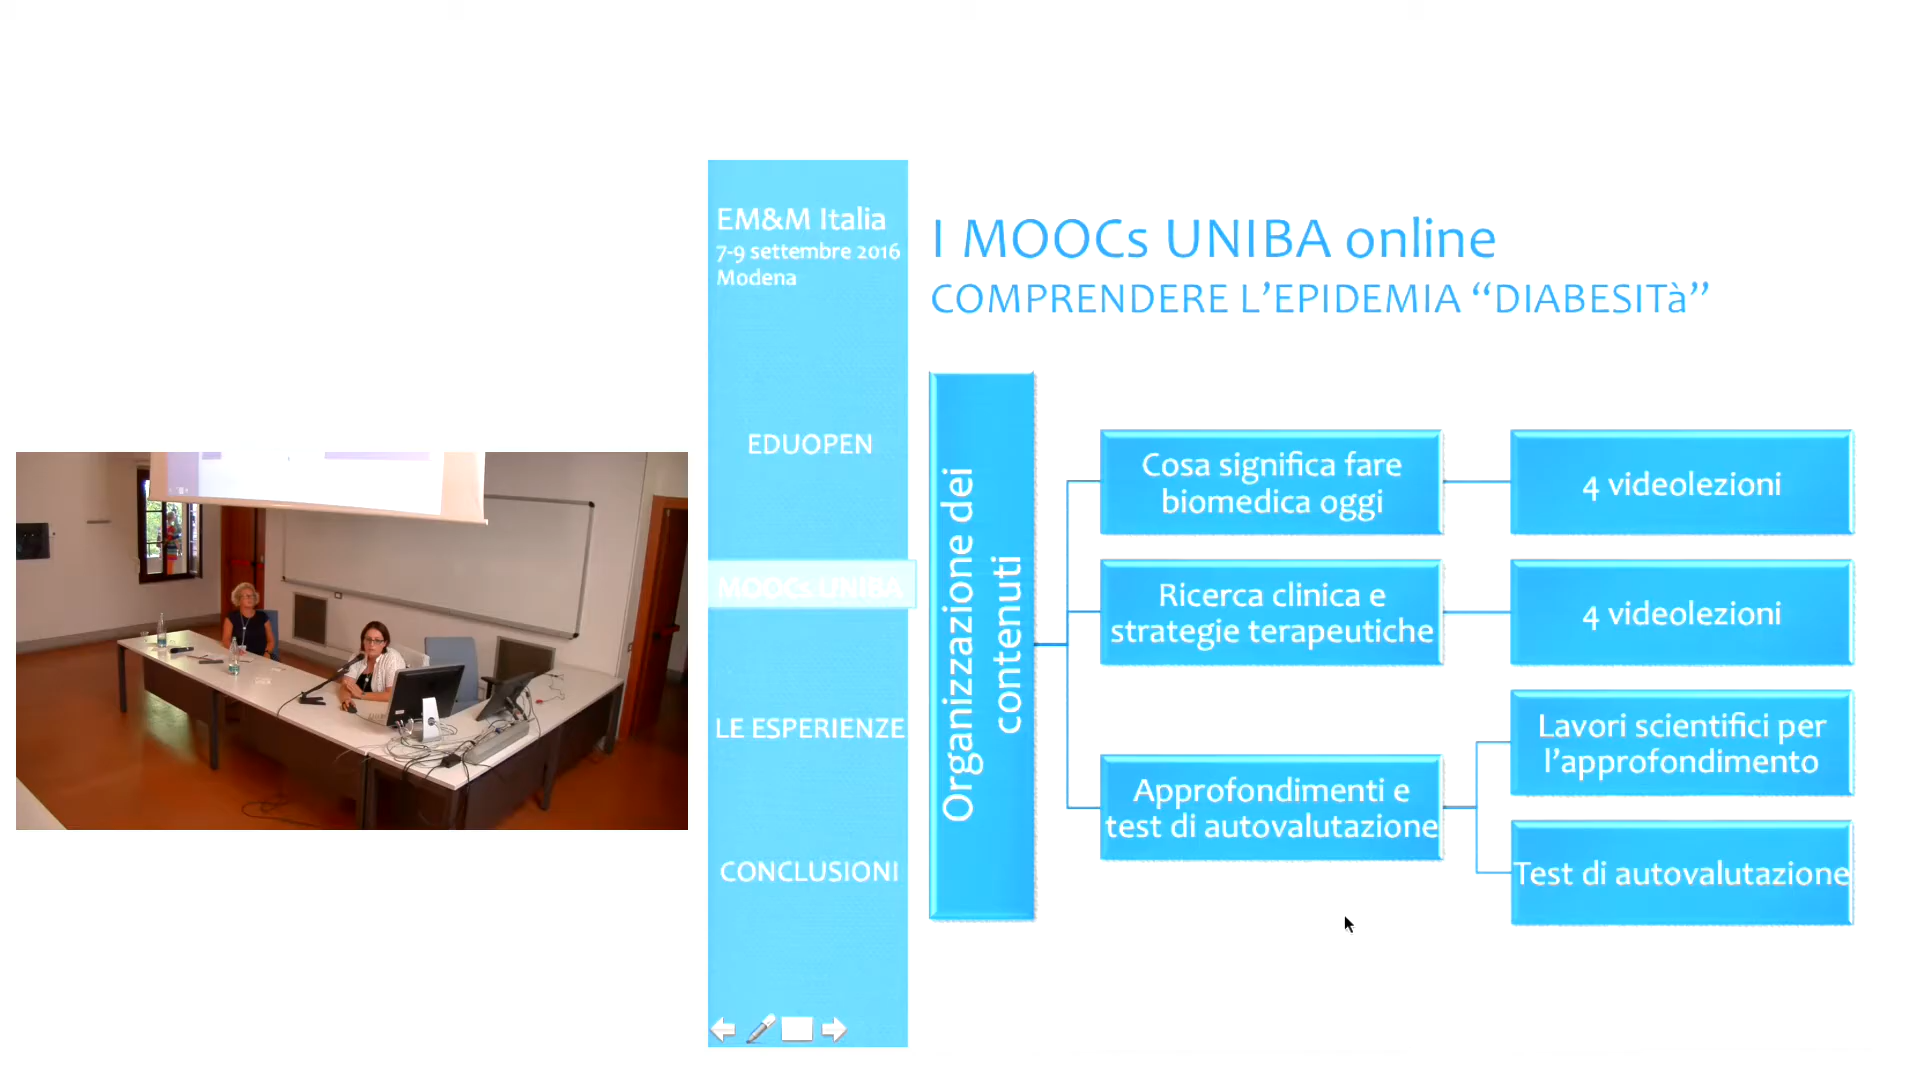 EM&M Italia
7-9 settembre 2016
Modena
EDUOPEN
MOOCs UNIBA
LE ESPERIENZE
CONCLUSIONI
I MOOCs UNIBA online
COMPRENDERE L’EPIDEMIA “DIABESITà”
Organizzazione dei
contenuti
Cosa significa fare
biomedica oggi
4 videolezioni
Ricerca clinica e
strategie terapeutiche
4 videolezioni
Approfondimenti e
test di autovalutazione
Lavori scientifici per
l’approfondimento
Test di autovalutazione